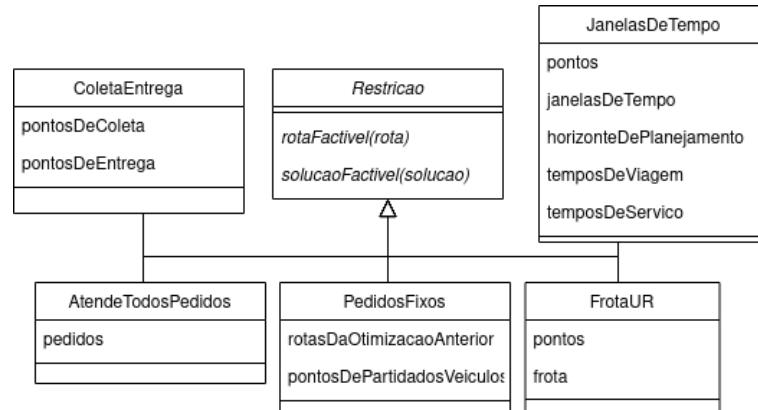 ColetaEntrega
pontosDeColeta
pontosDeEntrega
Restricao
rotaFactivel(rota)
solucaoFactivel(solucao)
JanelasDeTempo
pontos
janelasDeTempo
horizonteDePlanejamento
temposDeViagem
temposDeServico
AtendeTodosPedidos
pedidos
PedidosFixos
rotasDaOtimizacaoAnterior
pontosDePartidadosVeiculos
FrotaUR
pontos
frota